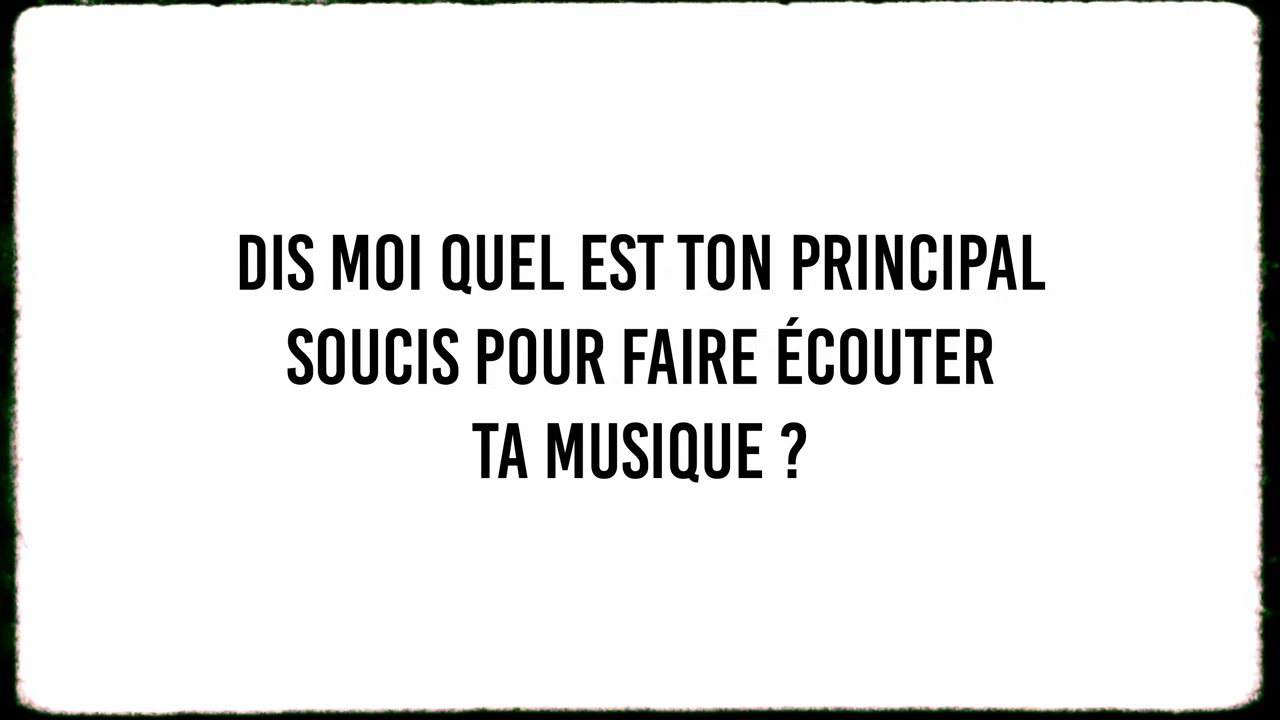 DIS MOI QUEL EST TON PRINCIPAL
SOUCIS POUR FAIRE ÉCOUTER
TA MUSIQUE ?